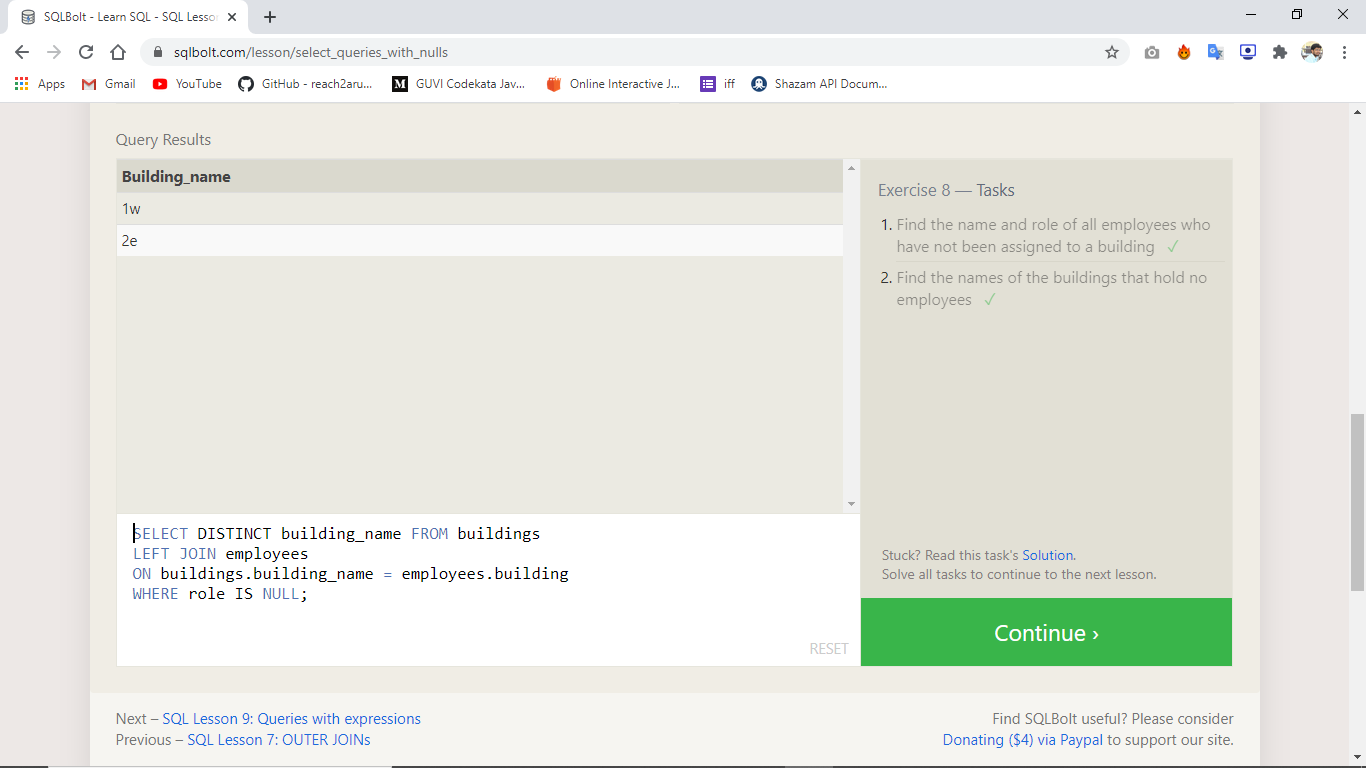 SQLBolt - Learn SQL - SQL Lesso
sqlbolt.com/lesson/select_queries_with_nulls
Apps Gmail YouTube GitHub - reach2aru... GUVI Codekata Jav... Online Interactive J... iff Shazam API Docum...
Query Results
Building_name
1w
2e
Exercise 8 — Tasks
1. Find the name and role of all employees who
have not been assigned to a building ✓
2. Find the names of the buildings that hold no
employees ✓
SELECT DISTINCT building_name FROM buildings
LEFT JOIN employees
ON buildings.building_name = employees.building
WHERE role IS NULL;
RESET
Stuck? Read this task's Solution.
Solve all tasks to continue to the next lesson.
Continue ›
Next – SQL Lesson 9: Queries with expressions
Previous – SQL Lesson 7: OUTER JOINs
Find SQLBolt useful? Please consider
Donating ($4) via Paypal to support our site.